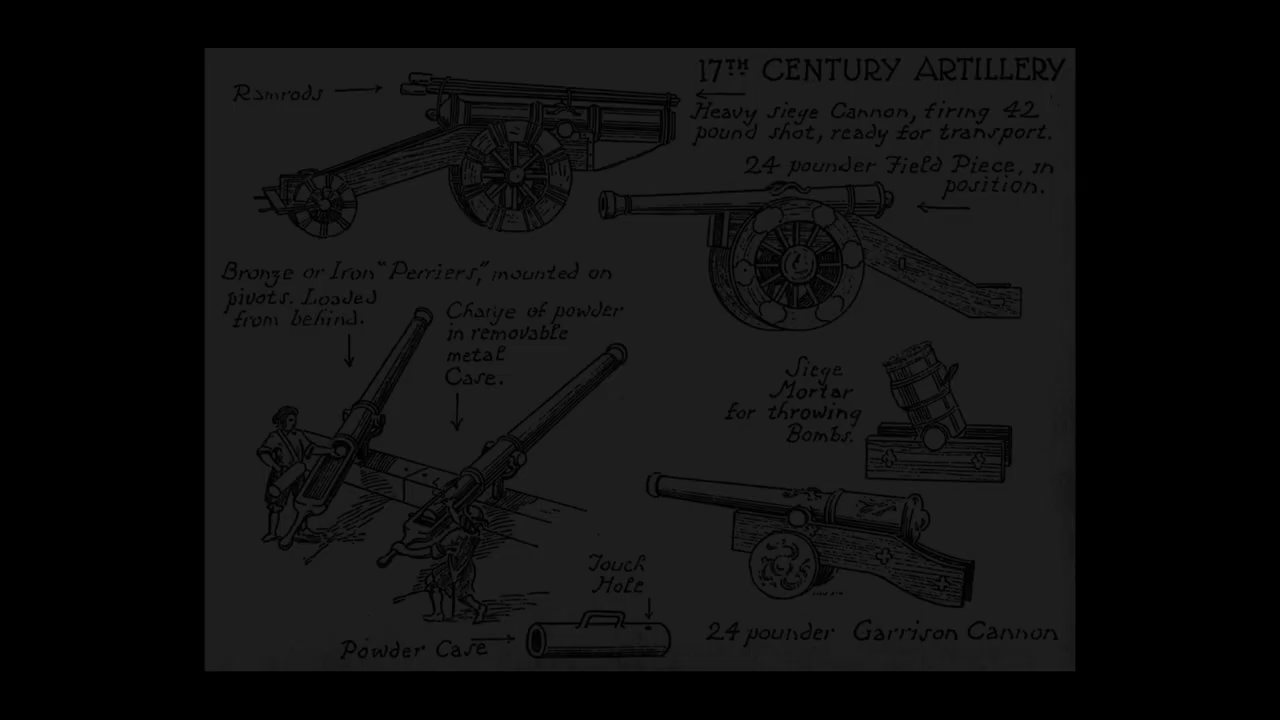 17TH CENTURY ARTILLERY
Ramrods
Heavy siege Cannon, firing 42
pound shot, ready for transport.
24 pounder Field Piece, in
position.
Bronze or Iron "Perriers," mounted on
pivots. Loaded
from behind.
Charge of powder
in removable
metal
Case.
Siege
Mortar
for throwing
Bombs.
Touch
Hole
Powder Case
24 pounder Garrison Cannon